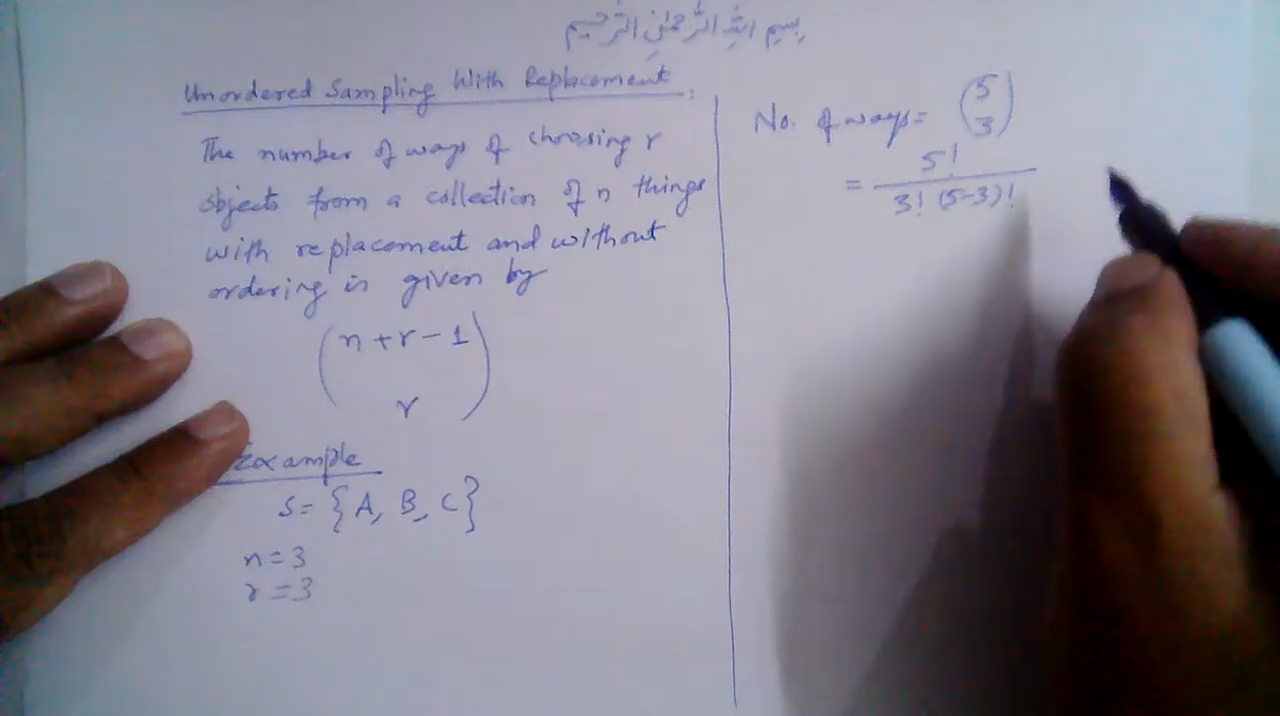 بسم اللہ الرحمن الرحیم
Unordered Sampling With Replacement:
The number of ways of choosing r
objects from a collection of n things
with replacement and without
ordering is given by
(n+r-1
r)
Example
S= {A, B, C}
n=3
r=3
No. of ways= (5
3)
= 5!
3! (5-3)!